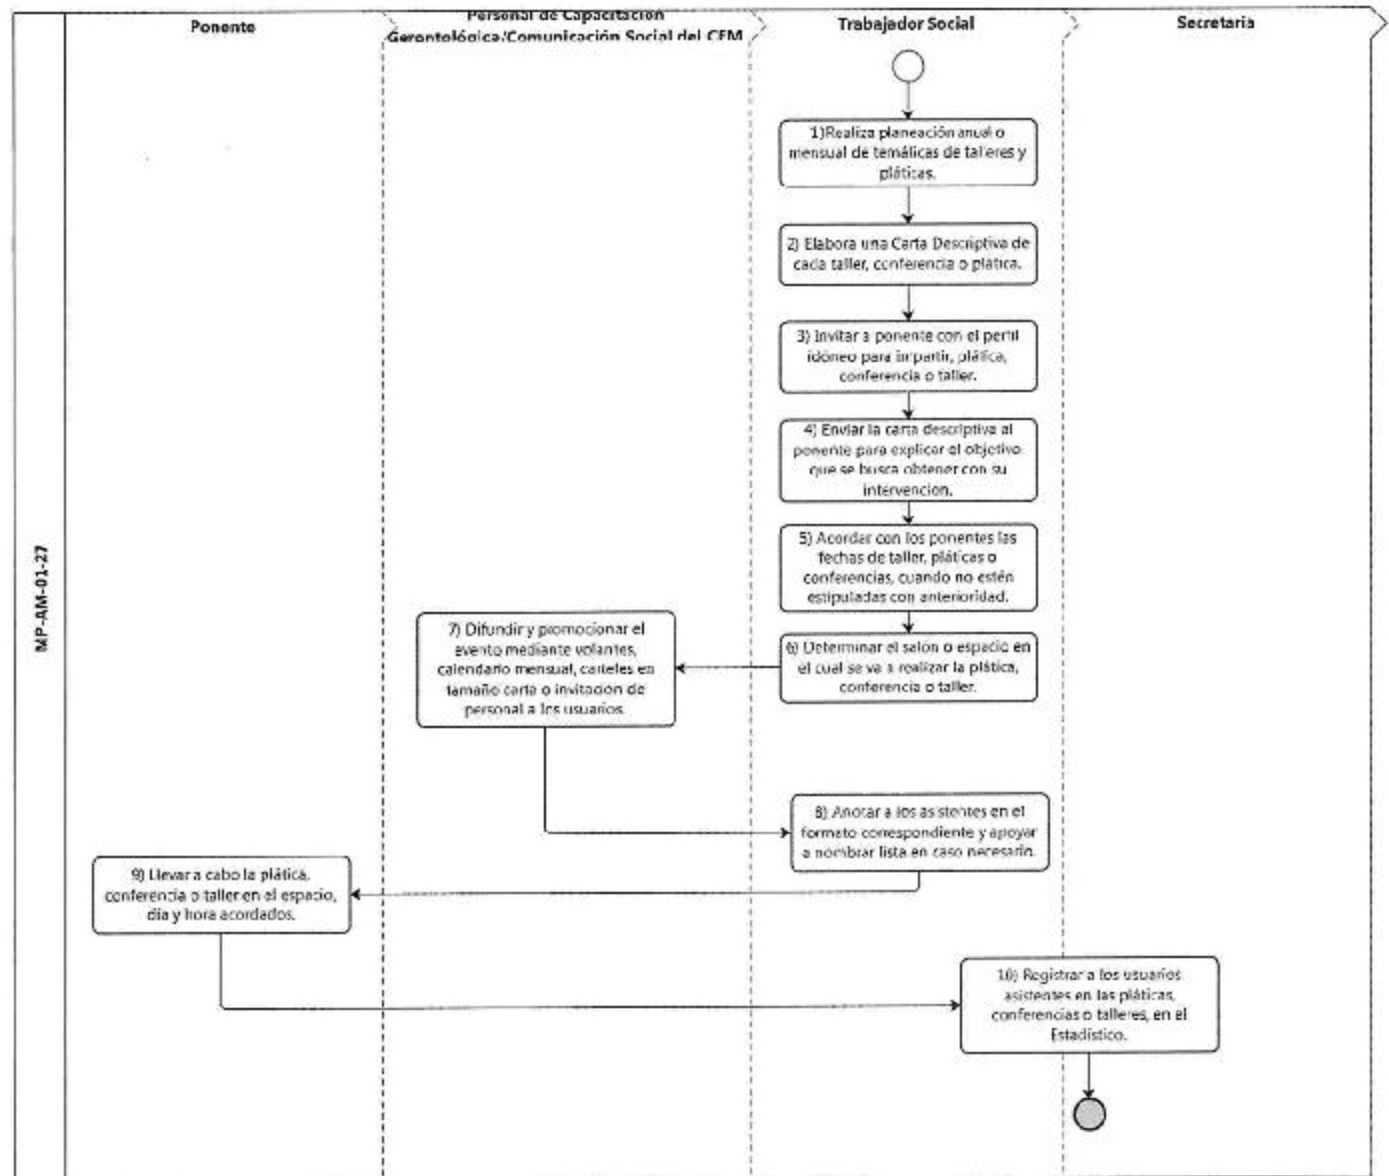 Ponente
Personal de Capacitación
Gerontológica/Comunicación Social del CEM
Trabajador Social
Secretaria
MP-AM-01-27
1)Realiza planeación anual o
mensual de temáticas de talleres y
pláticas.
2) Elabora una Carta Descriptiva de
cada taller, conferencia o plática.
3) Invitar a ponente con el perfil
idóneo para impartir, plática,
conferencia o taller.
4) Enviar la carta descriptiva al
ponente para explicar el objetivo
que se busca obtener con su
intervencion.
5) Acordar con los ponentes las
fechas de taller, pláticas o
conferencias, cuando no estén
estipuladas con anterioridad.
6) Determinar el salón o espacio en
el cual se va a realizar la plática,
conferencia o taller.
7) Difundir y promocionar el
evento mediante volantes,
calendario mensual, carteles en
tamaño carta o invitacion de
personal a los usuarios.
8) Anotar a los asistentes en el
formato correspondiente y apoyar
a nombrar lista en caso necesario.
9) Llevar a cabo la plática,
conferencia o taller en el espacio,
día y hora acordados.
10) Registrar a los usuarios
asistentes en las pláticas,
conferencias o talleres, en el
Estadístico.